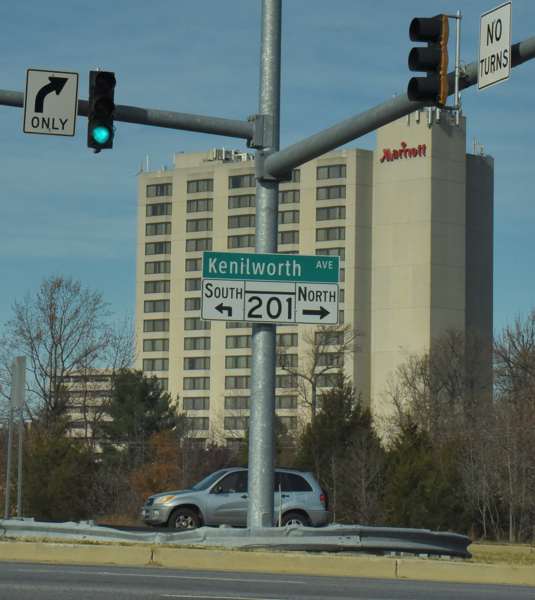 NO
TURNS
ONLY
Marriott
Kenilworth AVE
SOUTH 201 NORTH